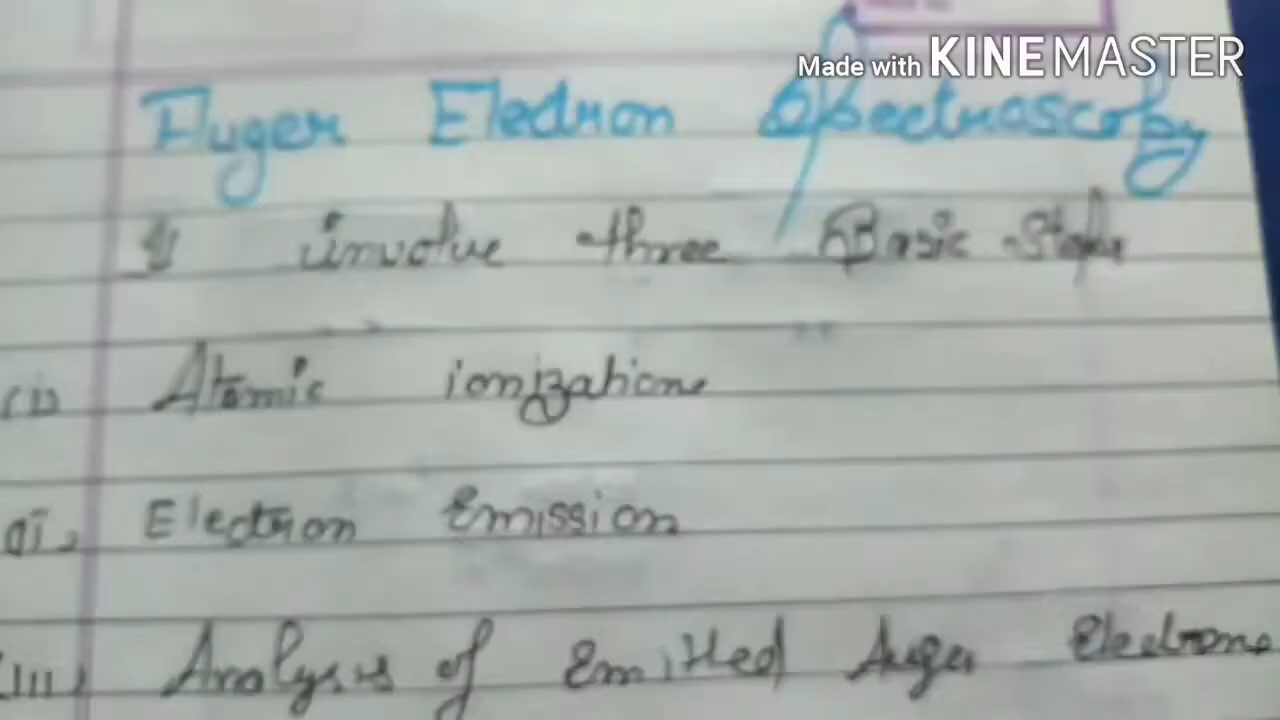 Made with KINEMASTER
Auger Electron Spectroscopy
It involve three Basic Steps
(i) Atomic ionizations
(ii) Electron Emission
(iii) Analysis of Emitted Auger Electrons